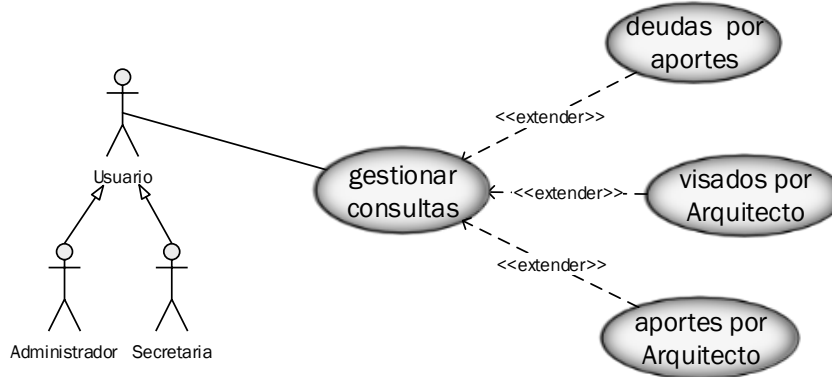 deudas por
aportes
<<extender>>
Usuario
gestionar
consultas
<<extender>>
visados por
Arquitecto
<<extender>>
aportes por
Arquitecto
Administrador
Secretaria